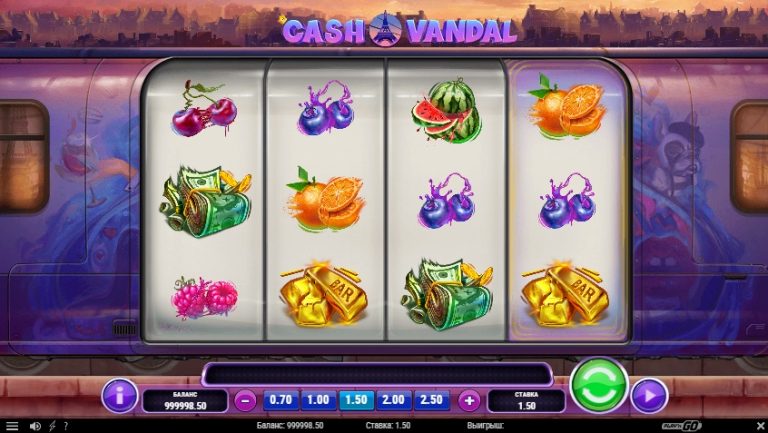 CASH VANDAL
BAR
BAR
БАЛАНС
999998.50
-
0.70 1.00 1.50 2.00 2.50
+
СТАВКА
1.50
Баланс: 999998.50 Ставка: 1.50 Выигрыш:
PLAY'n GO